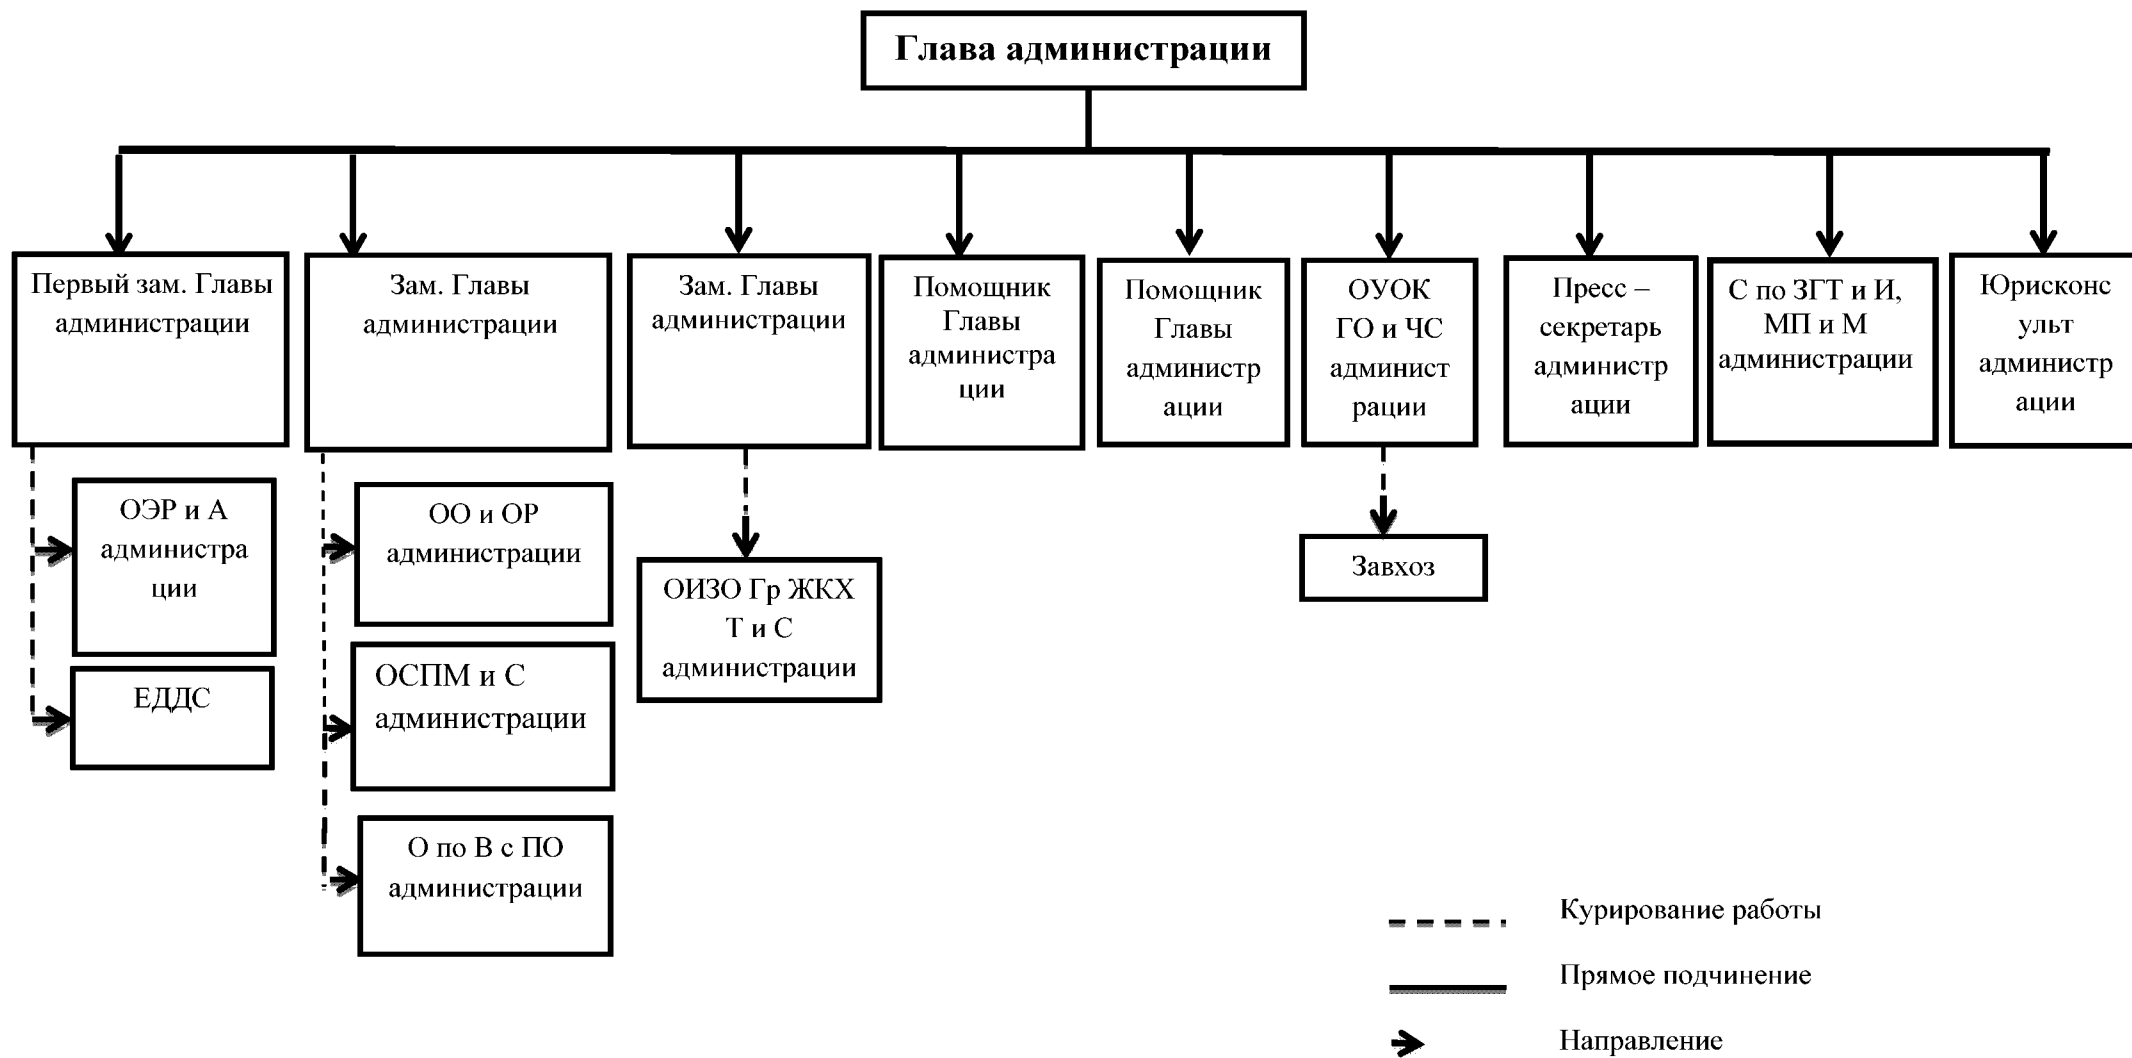 Глава администрации
Первый зам. Главы
администрации
Зам. Главы
администрации
Зам. Главы
администрации
Помощник
Главы
администра
ции
Помощник
Главы
администр
ации
ОУОК
ГО и ЧС
админист
рации
Пресс –
секретарь
администр
ации
С по ЗГТ и И,
МП и М
администрации
Юрисконс
ульт
администр
ации
ОЭР и А
администра
ции
ЕДДС
ОО и ОР
администрации
ОСПМ и С
администрации
О по В с ПО
администрации
ОИЗО Гр ЖКХ
Т и С
администрации
Завхоз
Курирование работы
Прямое подчинение
Направление